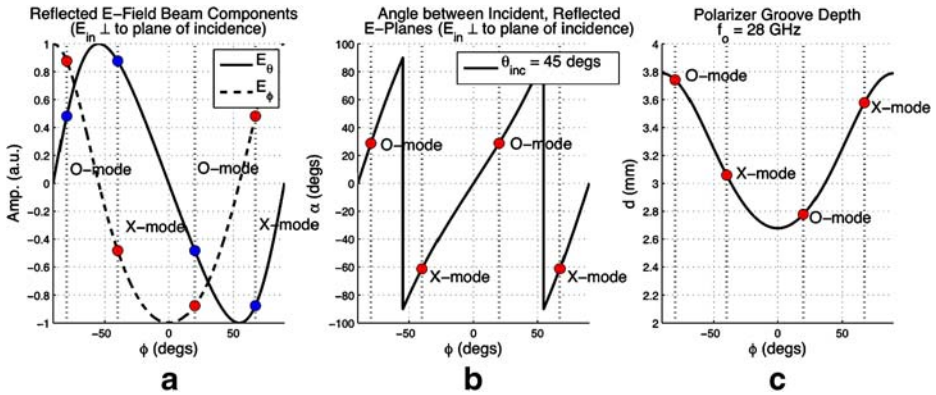 Reflected E-Field Beam Components
(E_in ⊥ to plane of incidence)
1
0.8
0.6
0.4
0.2
0
-0.2
-0.4
-0.6
-0.8
-1
Amp. (a.u.)
E_θ
E_ϕ
O-mode
O-mode
X-mode
X-mode
-50
0
50
ϕ (degs)
a
Angle between Incident, Reflected
E-Planes (E_in ⊥ to plane of incidence)
100
80
60
40
20
0
-20
-40
-60
-80
-100
α (degs)
θ_inc = 45 degs
O-mode
O-mode
X-mode
X-mode
-50
0
50
ϕ (degs)
b
Polarizer Groove Depth
f_o = 28 GHz
4
3.8
3.6
3.4
3.2
3
2.8
2.6
2.4
2.2
2
d (mm)
O-mode
X-mode
X-mode
O-mode
-50
0
50
ϕ (degs)
c